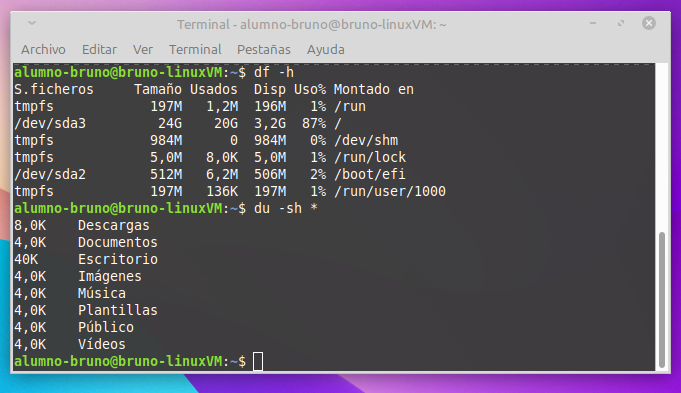 Terminal - alumno-bruno@bruno-linuxVM: ~
Archivo Editar Ver Terminal Pestañas Ayuda
alumno-bruno@bruno-linuxVM:~$ df -h
S.ficheros     Tamaño Usados  Disp Uso% Montado en
tmpfs            197M   1,2M  196M   1% /run
/dev/sda3         24G    20G  3,2G  87% /
tmpfs            984M      0  984M   0% /dev/shm
tmpfs            5,0M   8,0K  5,0M   1% /run/lock
/dev/sda2        512M   6,2M  506M   2% /boot/efi
tmpfs            197M   136K  197M   1% /run/user/1000
alumno-bruno@bruno-linuxVM:~$ du -sh *
8,0K    Descargas
4,0K    Documentos
40K     Escritorio
4,0K    Imágenes
4,0K    Música
4,0K    Plantillas
4,0K    Público
4,0K    Vídeos
alumno-bruno@bruno-linuxVM:~$